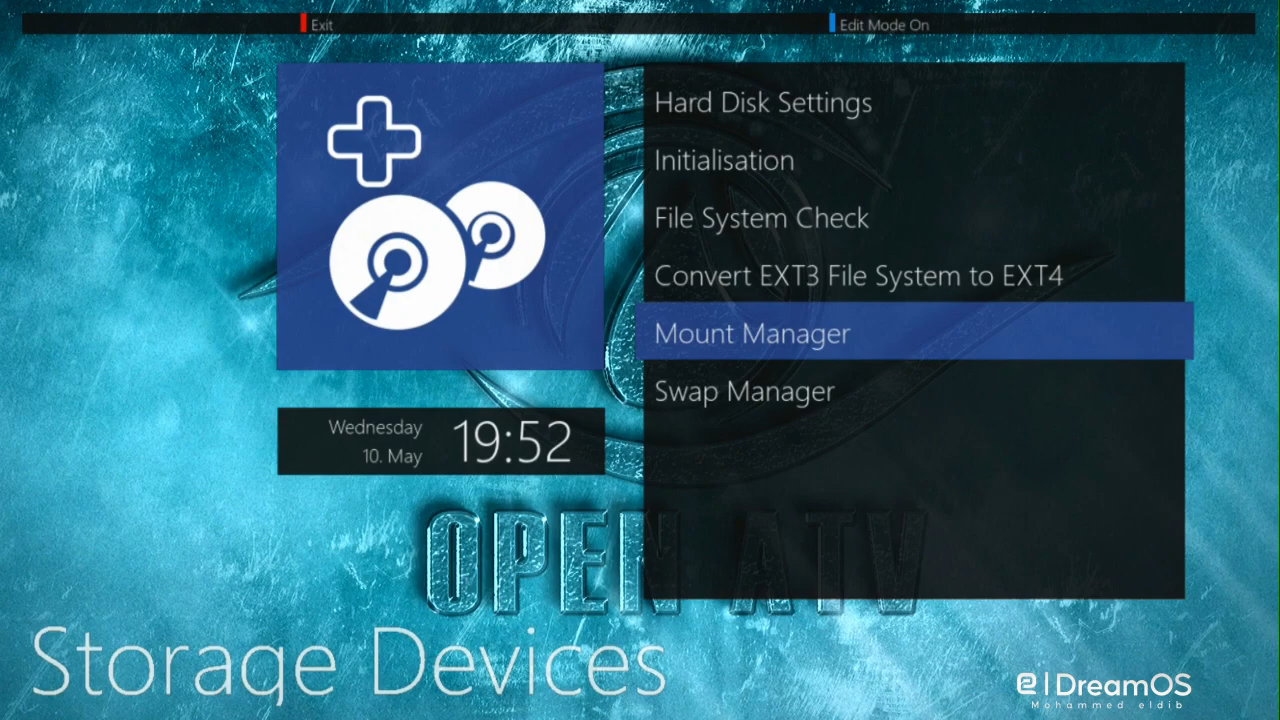 Exit
Edit Mode On
Hard Disk Settings
Initialisation
File System Check
Convert EXT3 File System to EXT4
Mount Manager
Swap Manager
Wednesday
10. May
19:52
OPEN ATV
Storage Devices
DreamOS
Mohammed eldib